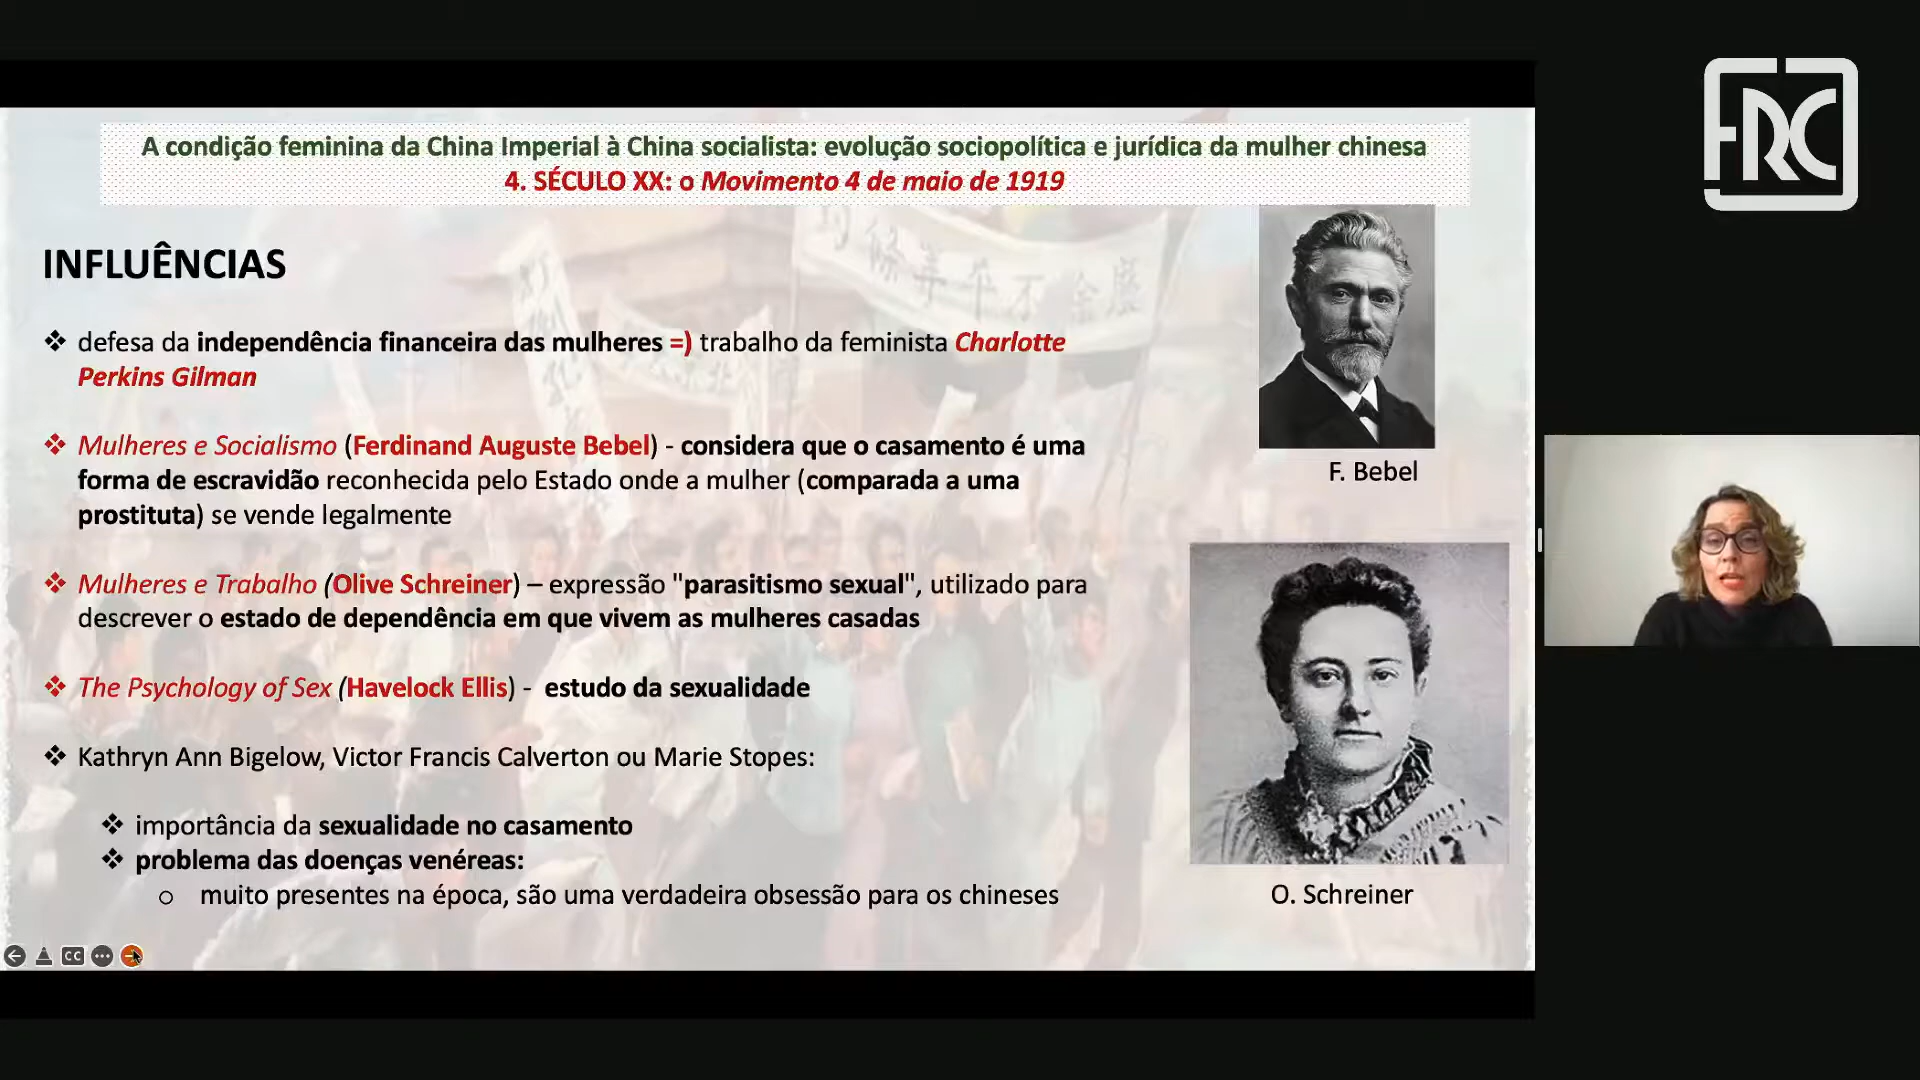 A condição feminina da China Imperial à China socialista: evolução sociopolítica e jurídica da mulher chinesa
4. SÉCULO XX: o Movimento 4 de maio de 1919
INFLUÊNCIAS
❖ defesa da independência financeira das mulheres =) trabalho da feminista Charlotte
Perkins Gilman
❖ Mulheres e Socialismo (Ferdinand Auguste Bebel) - considera que o casamento é uma
forma de escravidão reconhecida pelo Estado onde a mulher (comparada a uma
prostituta) se vende legalmente
❖ Mulheres e Trabalho (Olive Schreiner) – expressão "parasitismo sexual", utilizado para
descrever o estado de dependência em que vivem as mulheres casadas
❖ The Psychology of Sex (Havelock Ellis) - estudo da sexualidade
❖ Kathryn Ann Bigelow, Victor Francis Calverton ou Marie Stopes:
❖ importância da sexualidade no casamento
❖ problema das doenças venéreas:
o muito presentes na época, são uma verdadeira obsessão para os chineses
F. Bebel
O. Schreiner
CC
FRC